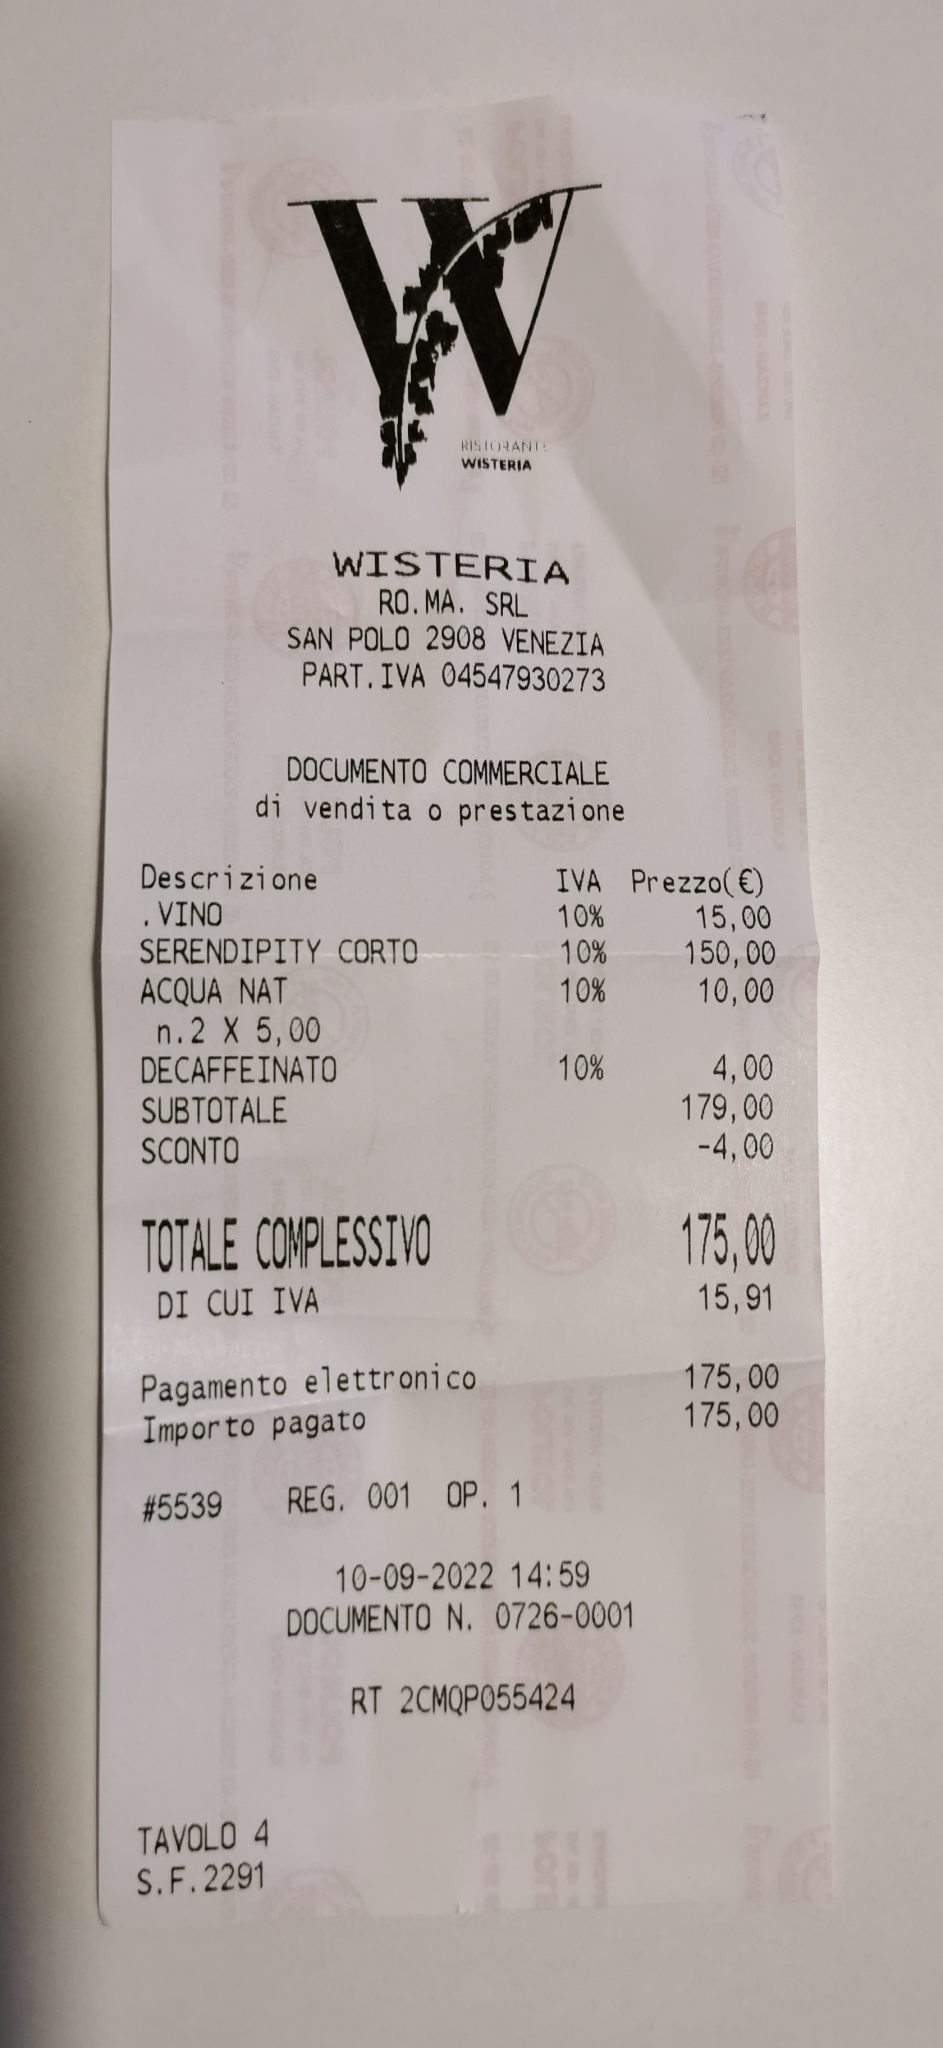 W
RISTORANTE
WISTERIA
WISTERIA
RO.MA. SRL
SAN POLO 2908 VENEZIA
PART.IVA 04547930273
DOCUMENTO COMMERCIALE
di vendita o prestazione
Descrizione IVA Prezzo(€)
.VINO 10% 15,00
SERENDIPITY CORTO 10% 150,00
ACQUA NAT 10% 10,00
n.2 X 5,00
DECAFFEINATO 10% 4,00
SUBTOTALE 179,00
SCONTO -4,00
TOTALE COMPLESSIVO 175,00
DI CUI IVA 15,91
Pagamento elettronico 175,00
Importo pagato 175,00
#5539 REG. 001 OP. 1
10-09-2022 14:59
DOCUMENTO N. 0726-0001
RT 2CMQP055424
TAVOLO 4
S.F.2291